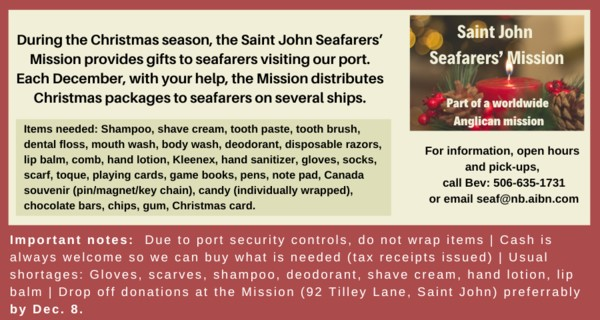 During the Christmas season, the Saint John Seafarers'
Mission provides gifts to seafarers visiting our port.
Each December, with your help, the Mission distributes
Christmas packages to seafarers on several ships.
Items needed: Shampoo, shave cream, tooth paste, tooth brush,
dental floss, mouth wash, body wash, deodorant, disposable razors,
lip balm, comb, hand lotion, Kleenex, hand sanitizer, gloves, socks,
scarf, toque, playing cards, game books, pens, note pad, Canada
souvenir (pin/magnet/key chain), candy (individually wrapped),
chocolate bars, chips, gum, Christmas card.
Saint John
Seafarers' Mission
Part of a worldwide
Anglican mission
For information, open hours
and pick-ups,
call Bev: 506-635-1731
or email seaf@nb.aibn.com
Important notes: Due to port security controls, do not wrap items | Cash is
always welcome so we can buy what is needed (tax receipts issued) | Usual
shortages: Gloves, scarves, shampoo, deodorant, shave cream, hand lotion, lip
balm | Drop off donations at the Mission (92 Tilley Lane, Saint John) preferrably
by Dec. 8.